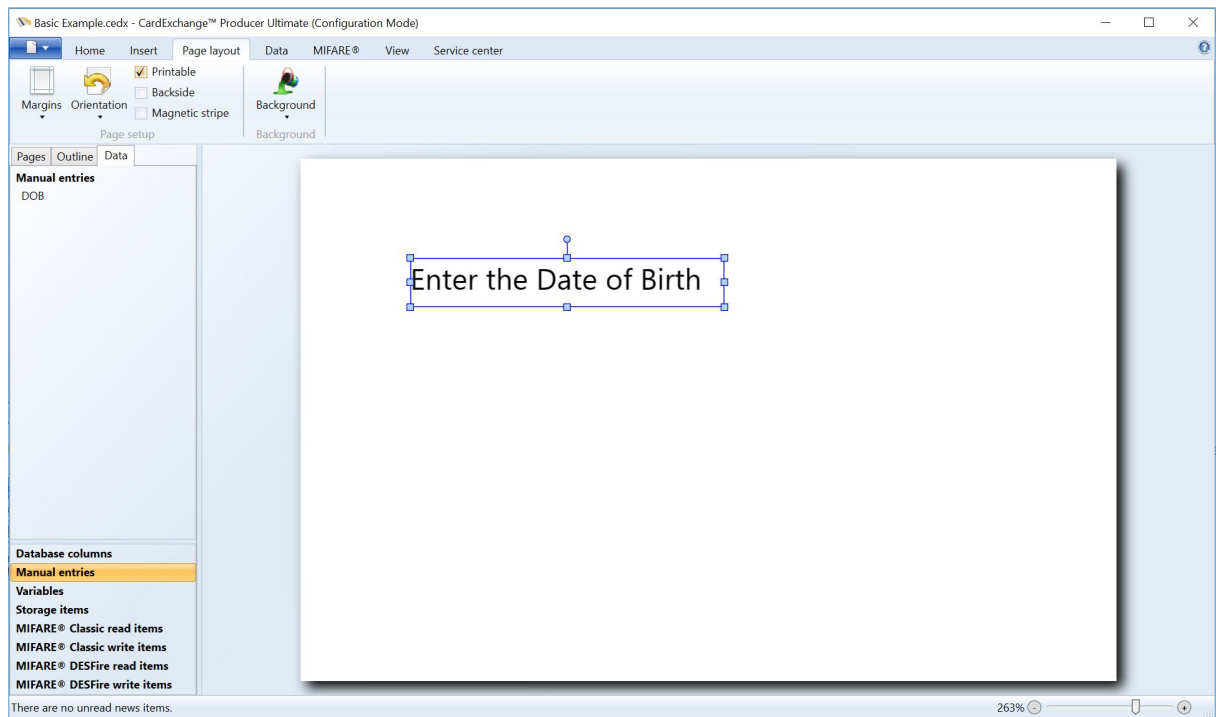 Basic Example.cedx - CardExchange™ Producer Ultimate (Configuration Mode)
Home Insert Page layout Data MIFARE® View Service center
Margins
Orientation
Printable
Backside
Magnetic stripe
Page setup
Background
Background
Pages Outline Data
Manual entries
DOB
Enter the Date of Birth
Database columns
Manual entries
Variables
Storage items
MIFARE® Classic read items
MIFARE® Classic write items
MIFARE® DESFire read items
MIFARE® DESFire write items
There are no unread news items.
263%